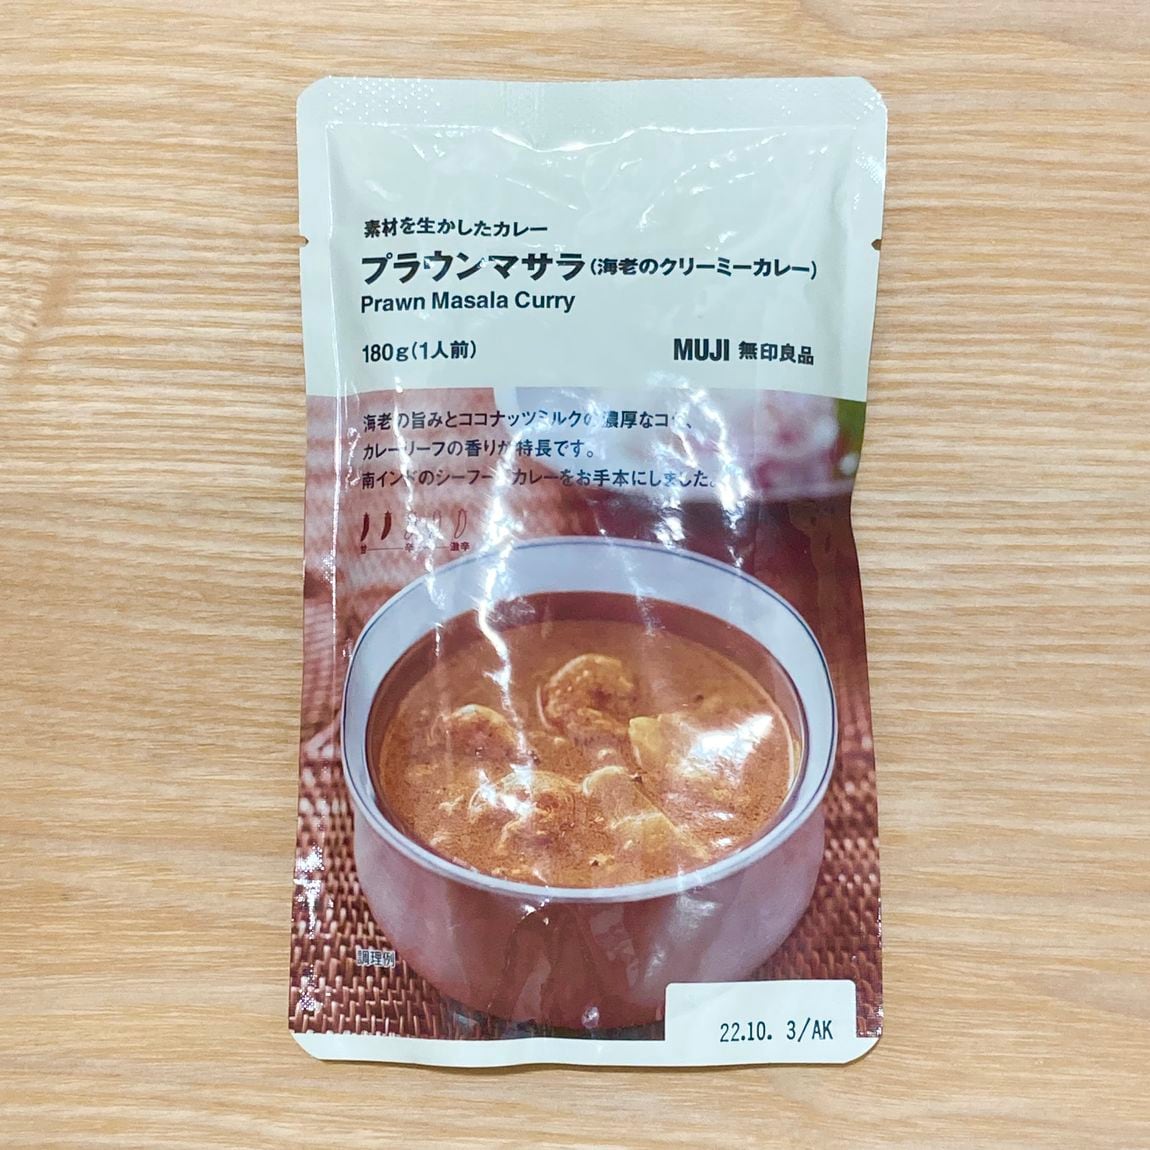 素材を生かしたカレー
プラウンマサラ(海老のクリーミーカレー)
Prawn Masala Curry
180g(1人前)
MUJI 無印良品
海老の旨みとココナッツミルクの濃厚なコク、
カレーリーフの香りが特長です。
南インドのシーフードカレーをお手本にしました。
甘 辛 激辛
調理例
22.10. 3/AK